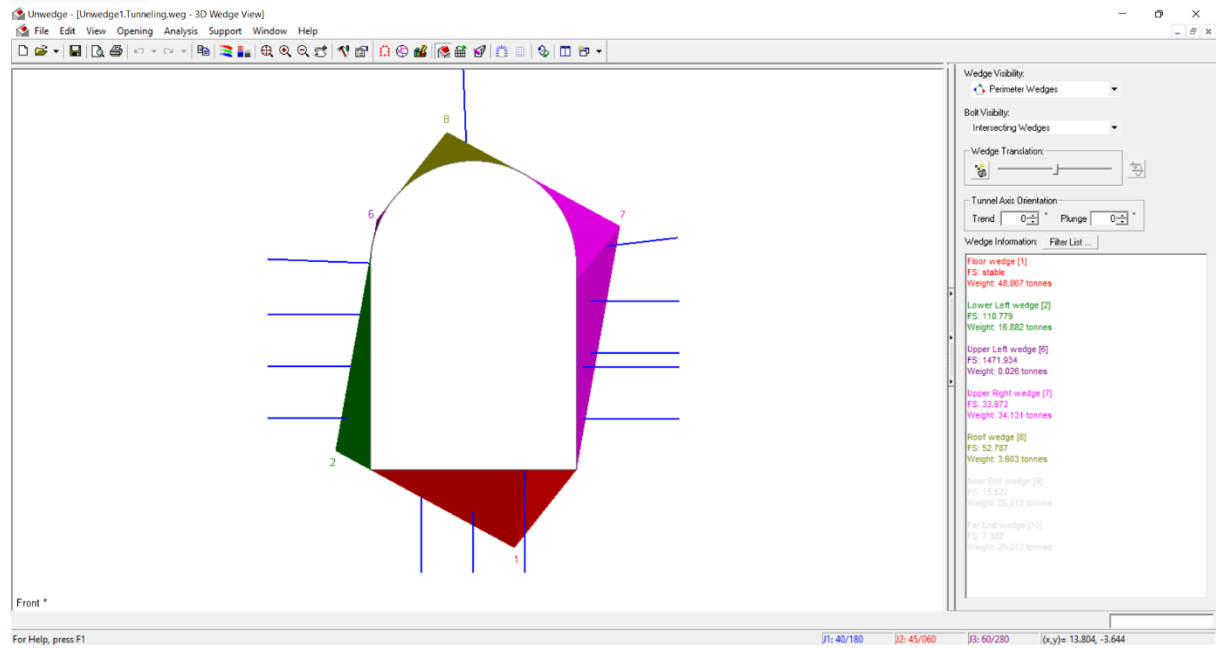 Unwedge - [Unwedge1.Tunneling.weg - 3D Wedge View]
File Edit View Opening Analysis Support Window Help
8
6
7
2
1
Front *
Wedge Visibility:
Perimeter Wedges
Bolt Visibility:
Intersecting Wedges
Wedge Translation:
Tunnel Axis Orientation
Trend 0 ° Plunge 0 °
Wedge Information: Filter List ...
Floor wedge [1]
FS: stable
Weight: 48.867 tonnes
Lower Left wedge [2]
FS: 110.779
Weight: 16.882 tonnes
Upper Left wedge [6]
FS: 1471.934
Weight: 0.026 tonnes
Upper Right wedge [7]
FS: 33.973
Weight: 34.131 tonnes
Roof wedge [8]
FS: 52.787
Weight: 3.603 tonnes
Near End wedge [9]
FS: 15.522
Weight: 25.212 tonnes
Far End wedge [10]
FS: 7.382
Weight: 25.212 tonnes
For Help, press F1
J1: 40/180 J2: 45/060 J3: 60/280 (x,y)= 13.804, -3.644